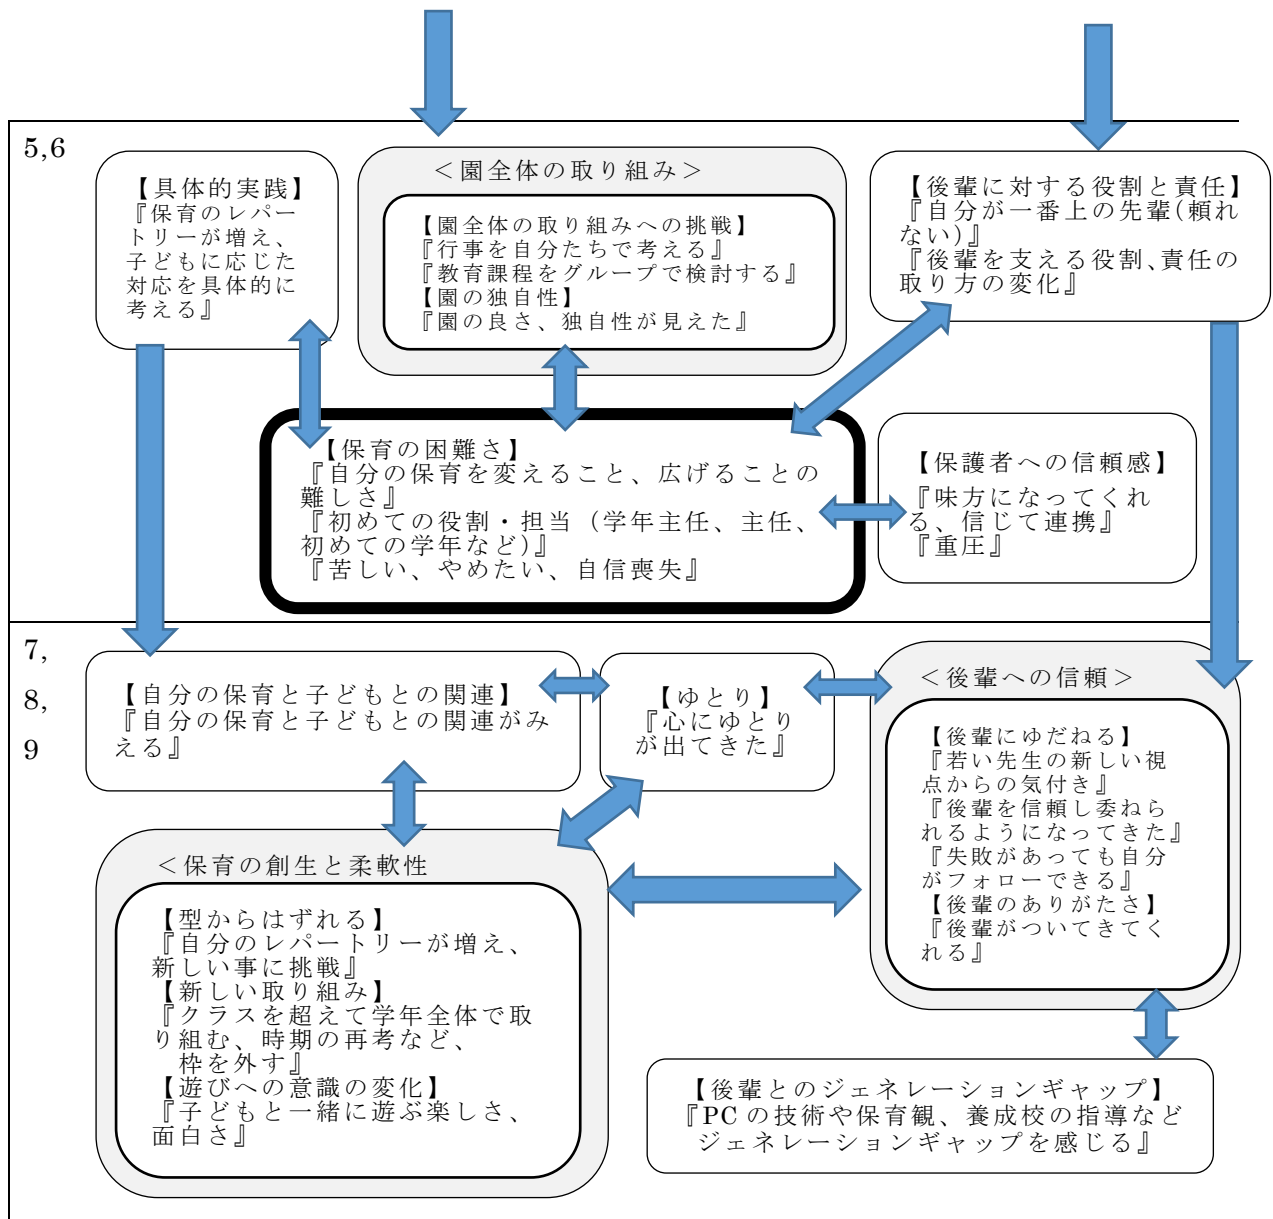 5,6
【具体的実践】
『保育のレパー
トリーが増え、
子どもに応じた
対応を具体的に
考える』
＜園全体の取り組み＞
【園全体の取り組みへの挑戦】
『行事を自分たちで考える』
『教育課程をグループで検討する』
【園の独自性】
『園の良さ、独自性が見えた』
【後輩に対する役割と責任】
『自分が一番上の先輩(頼れ
ない)』
『後輩を支える役割、責任の
取り方の変化』
【保育の困難さ】
『自分の保育を変えること、広げることの
難しさ』
『初めての役割・担当（学年主任、主任、
初めての学年など)』
『苦しい、やめたい、自信喪失』
【保護者への信頼感】
『味方になってくれ
る、信じて連携』
『重圧』
7,
8,
9
【自分の保育と子どもとの関連】
『自分の保育と子どもとの関連がみ
える』
【ゆとり】
『心にゆとり
が出てきた』
＜後輩への信頼＞
【後輩にゆだねる】
『若い先生の新しい視
点からの気付き』
『後輩を信頼し委ねら
れるようになってきた』
『失敗があっても自分
がフォローできる』
【後輩のありがたさ】
『後輩がついてきてく
れる』
＜保育の創生と柔軟性
【型からはずれる】
『自分のレパートリーが増え、
新しい事に挑戦』
【新しい取り組み】
『クラスを超えて学年全体で取
り組む、時期の再考など、
枠を外す』
【遊びへの意識の変化】
『子どもと一緒に遊ぶ楽しさ、
面白さ』
【後輩とのジェネレーションギャップ】
『PCの技術や保育観、養成校の指導など
ジェネレーションギャップを感じる』